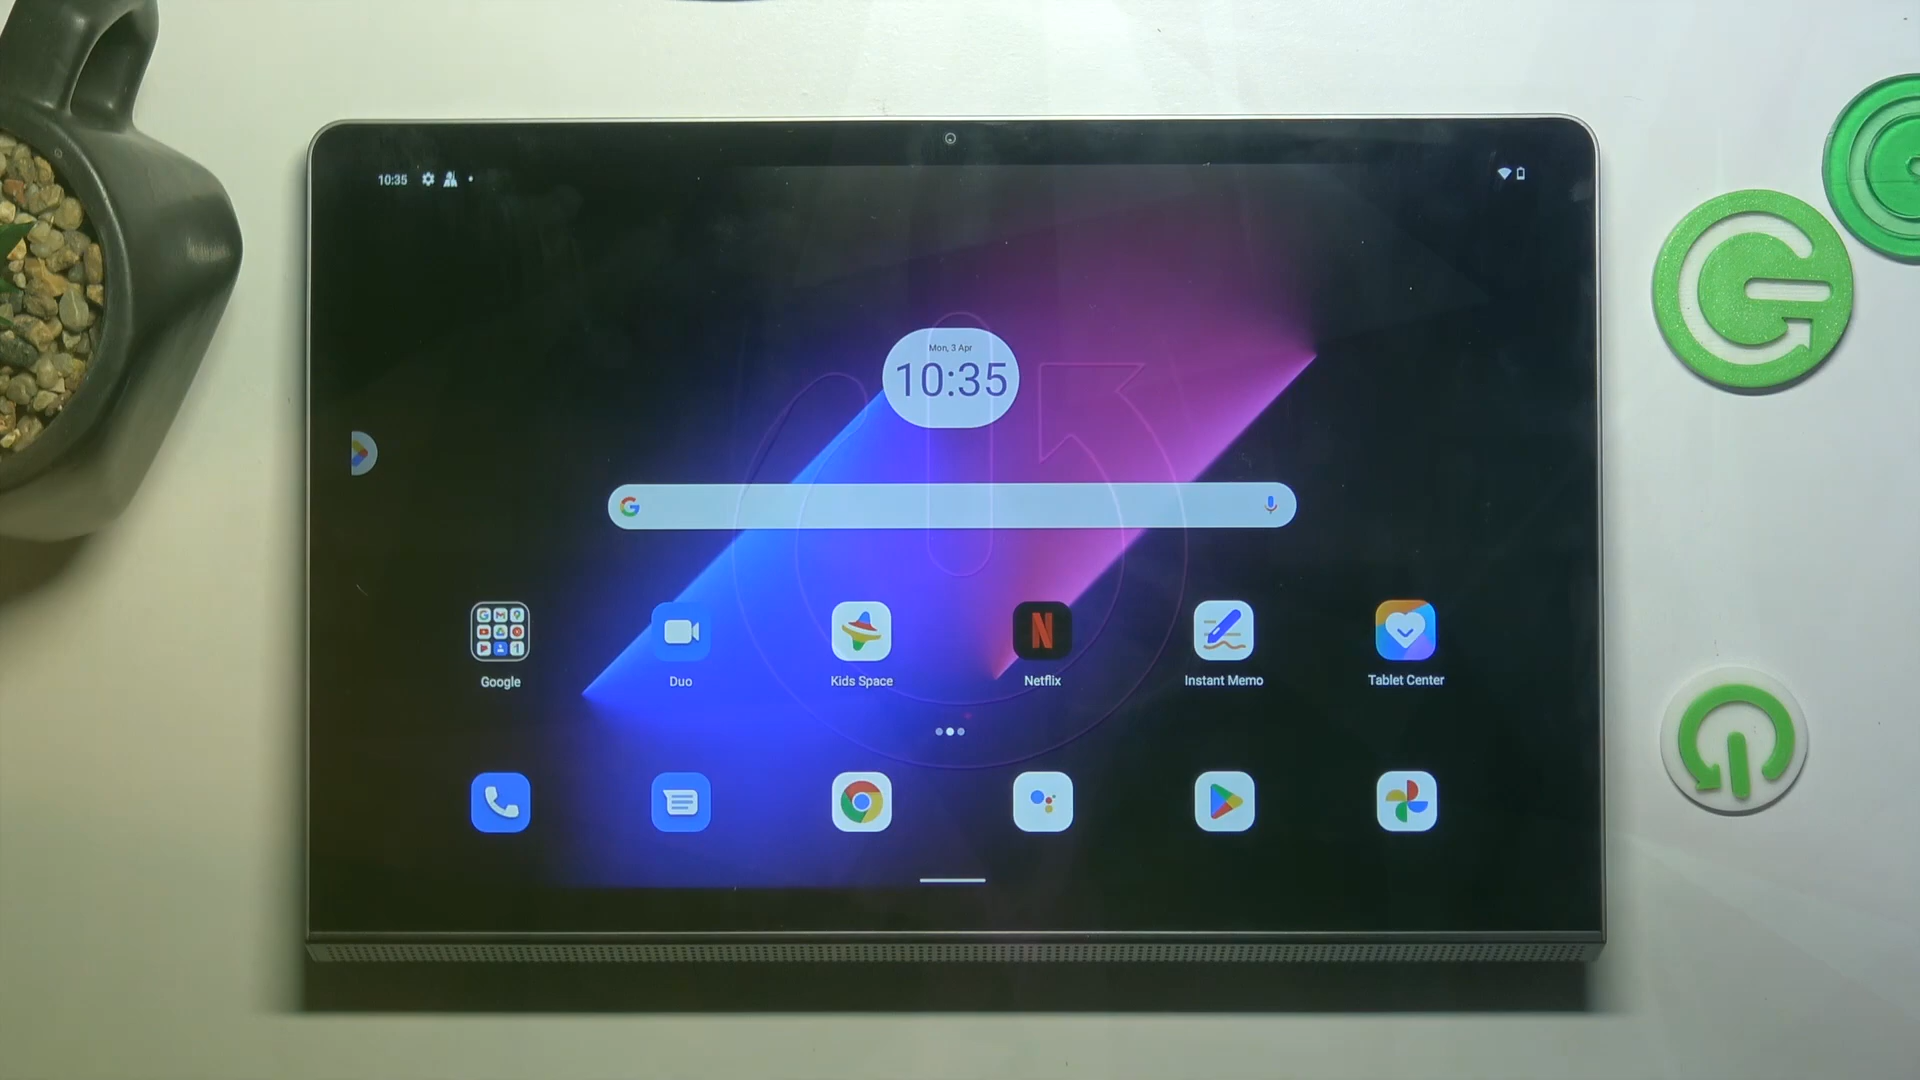 10:35
Mon, 3 Apr
10:35
Google
Duo
Kids Space
Netflix
Instant Memo
Tablet Center